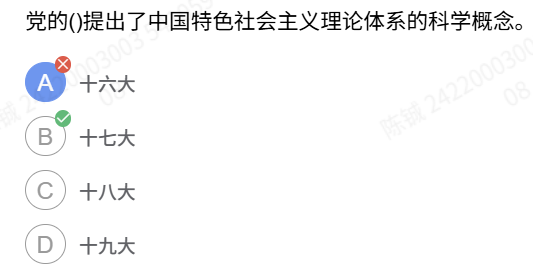 党的()提出了中国特色社会主义理论体系的科学概念。
A 十六大
B 十七大
C 十八大
D 十九大